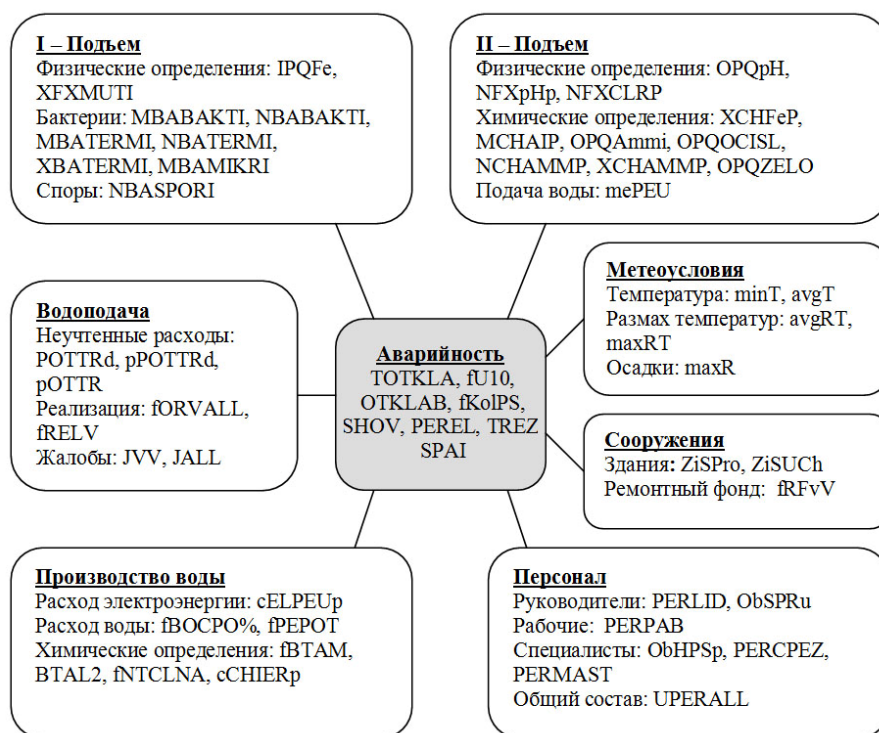 I – Подъем
Физические определения: IPQFe,
XFXMUTI
Бактерии: MBABAKTI, NBABAKTI,
MBATERMI, NBATERMI,
XBATERMI, MBAMIKRI
Споры: NBASPORI
II – Подъем
Физические определения: OPQpH,
NFXpHp, NFXCLRP
Химические определения: XCHFeP,
MCHAIP, OPQAmmi, OPQOCISL,
NCHAMMP, XCHAMMP, OPQZELO
Подача воды: mePEU
Водоподача
Неучтенные расходы:
POTTRd, pPOTTRd,
pOTTR
Реализация: fORVALL,
fRELV
Жалобы: JVV, JALL
Аварийность
TOTKLA, fU10,
OTKLAB, fKolPS,
SHOV, PEREL, TREZ
SPAI
Метеоусловия
Температура: minT, avgT
Размах температур: avgRT,
maxRT
Осадки: maxR
Сооружения
Здания: ZiSPro, ZiSUCh
Ремонтный фонд:  fRFvV
Производство воды
Расход электроэнергии: cELPEUp
Расход воды: fBOCPO%, fPEPOT
Химические определения: fBTAM,
BTAL2, fNTCLNA, cCHIERp
Персонал
Руководители: PERLID, ObSPRu
Рабочие:  PERPAB
Специалисты: ObHPSp, PERCPEZ,
PERMAST
Общий состав: UPERALL